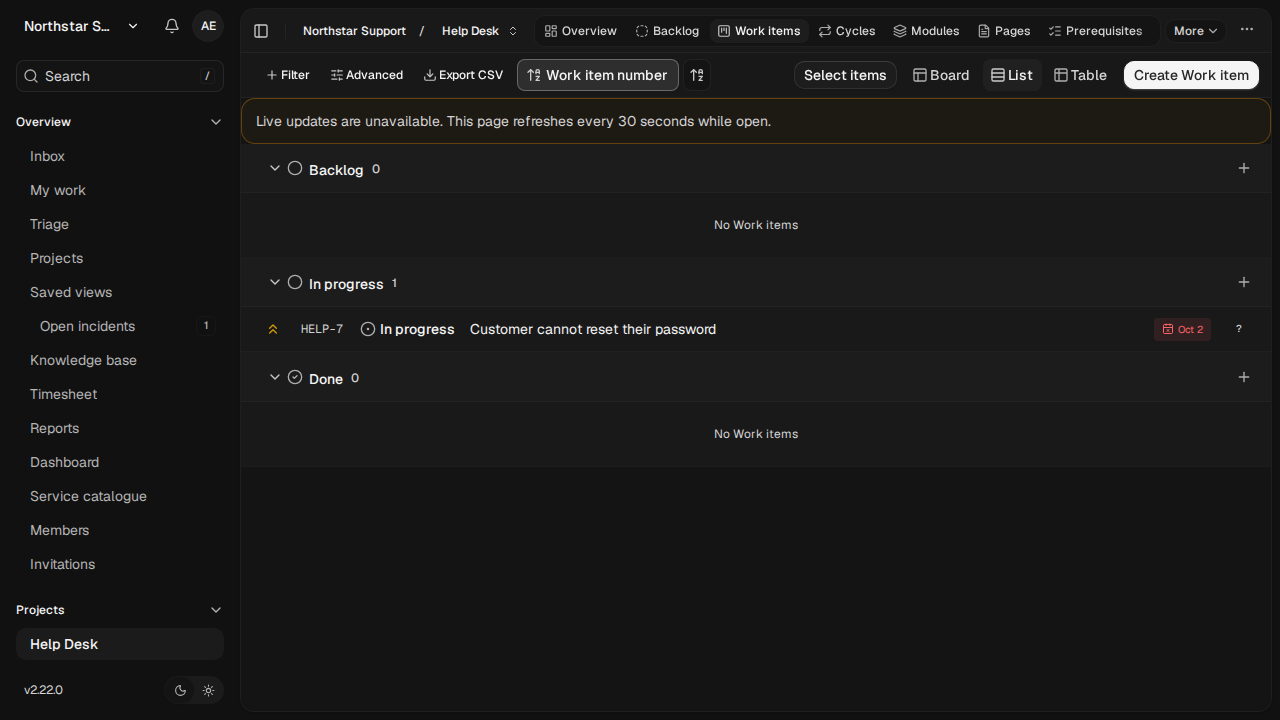 Northstar S...
AE
Search
/
Overview
Inbox
My work
Triage
Projects
Saved views
Open incidents
1
Knowledge base
Timesheet
Reports
Dashboard
Service catalogue
Members
Invitations
Projects
Help Desk
v2.22.0
Northstar Support / Help Desk
Overview
Backlog
Work items
Cycles
Modules
Pages
Prerequisites
More
Filter
Advanced
Export CSV
Work item number
Select items
Board
List
Table
Create Work item
Live updates are unavailable. This page refreshes every 30 seconds while open.
Backlog 0
No Work items
In progress 1
HELP-7 In progress Customer cannot reset their password Oct 2 ?
Done 0
No Work items